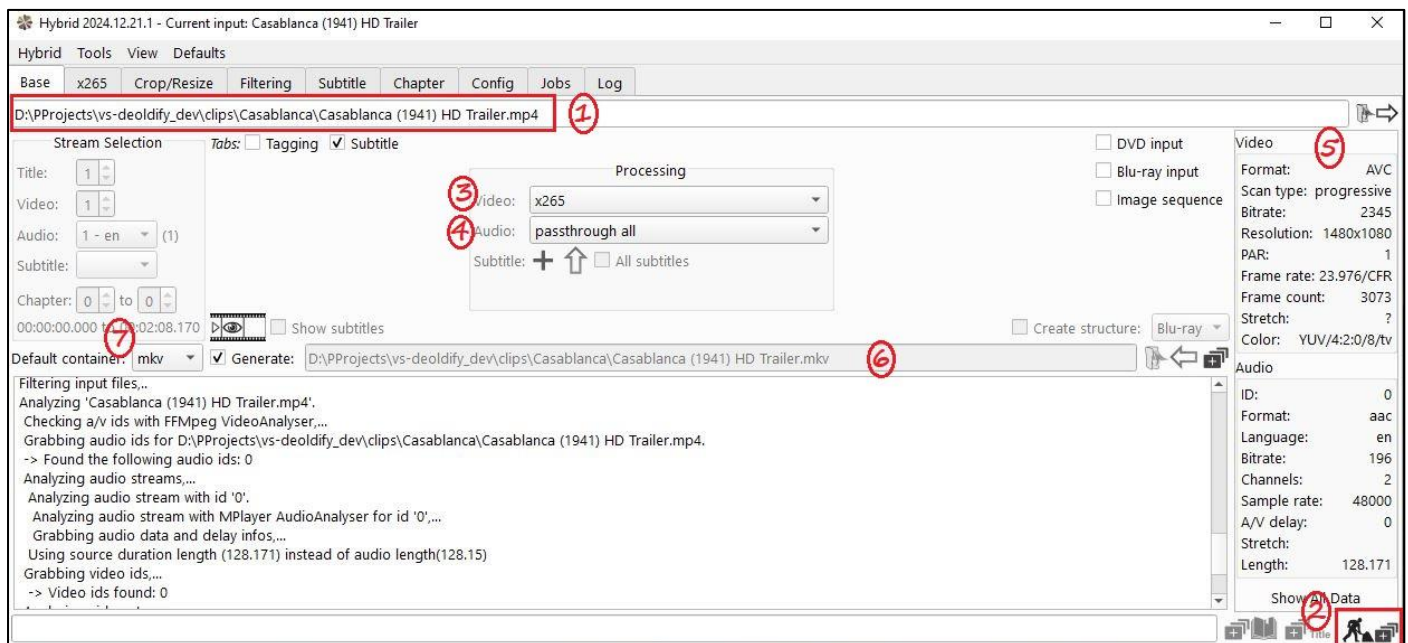 Hybrid 2024.12.21.1 - Current input: Casablanca (1941) HD Trailer
Hybrid Tools View Defaults
Base x265 Crop/Resize Filtering Subtitle Chapter Config Jobs Log
D:\PProjects\vs-deoldify_dev\clips\Casablanca\Casablanca (1941) HD Trailer.mp4 1
Stream Selection
Title: 1
Video: 1
Audio: 1 - en (1)
Subtitle:
Chapter: 0 to 0
00:00:00.000 to 00:02:08.170
7
Tabs: Tagging Subtitle
Processing
3 Video: x265
4 Audio: passthrough all
Subtitle: All subtitles
DVD input
Blu-ray input
Image sequence
Show subtitles
Create structure: Blu-ray
Default container: mkv Generate: D:\PProjects\vs-deoldify_dev\clips\Casablanca\Casablanca (1941) HD Trailer.mkv 6
Filtering input files,..
Analyzing 'Casablanca (1941) HD Trailer.mp4'.
Checking a/v ids with FFMpeg VideoAnalyser,...
Grabbing audio ids for D:\PProjects\vs-deoldify_dev\clips\Casablanca\Casablanca (1941) HD Trailer.mp4.
-> Found the following audio ids: 0
Analyzing audio streams,...
Analyzing audio stream with id '0'.
Analyzing audio stream with MPlayer AudioAnalyser for id '0',...
Grabbing audio data and delay infos,...
Using source duration length (128.171) instead of audio length(128.15)
Grabbing video ids,...
-> Video ids found: 0
Video 5
Format: AVC
Scan type: progressive
Bitrate: 2345
Resolution: 1480x1080
PAR: 1
Frame rate: 23.976/CFR
Frame count: 3073
Stretch: ?
Color: YUV/4:2:0/8/tv
Audio
ID: 0
Format: aac
Language: en
Bitrate: 196
Channels: 2
Sample rate: 48000
A/V delay: 0
Stretch:
Length: 128.171
Show All Data
2
Title